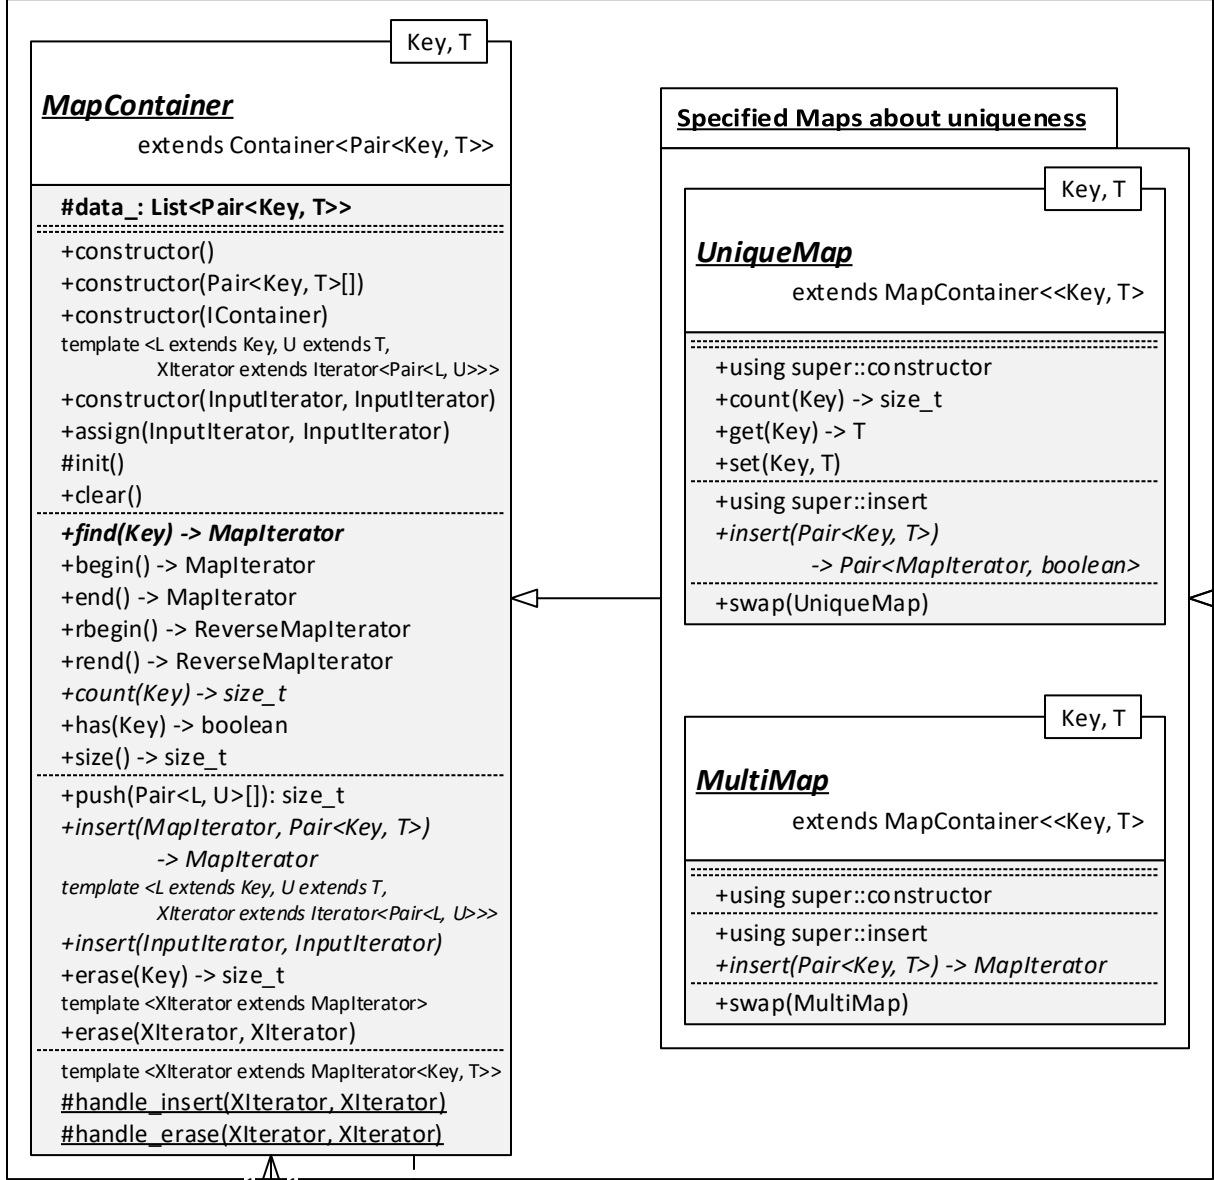 Key, T
MapContainer
extends Container<Pair<Key, T>>
#data_: List<Pair<Key, T>>
+constructor()
+constructor(Pair<Key, T>[])
+constructor(IContainer)
template <L extends Key, U extends T,
XIterator extends Iterator<Pair<L, U>>>
+constructor(InputIterator, InputIterator)
+assign(InputIterator, InputIterator)
#init()
+clear()
+find(Key) -> MapIterator
+begin() -> MapIterator
+end() -> MapIterator
+rbegin() -> ReverseMapIterator
+rend() -> ReverseMapIterator
+count(Key) -> size_t
+has(Key) -> boolean
+size() -> size_t
+push(Pair<L, U>[]): size_t
+insert(MapIterator, Pair<Key, T>)
-> MapIterator
template <L extends Key, U extends T,
XIterator extends Iterator<Pair<L, U>>>
+insert(InputIterator, InputIterator)
+erase(Key) -> size_t
template <XIterator extends MapIterator>
+erase(XIterator, XIterator)
template <XIterator extends MapIterator<Key, T>>
#handle_insert(XIterator, XIterator)
#handle_erase(XIterator, XIterator)
Specified Maps about uniqueness
Key, T
UniqueMap
extends MapContainer<<Key, T>
+using super::constructor
+count(Key) -> size_t
+get(Key) -> T
+set(Key, T)
+using super::insert
+insert(Pair<Key, T>)
-> Pair<MapIterator, boolean>
+swap(UniqueMap)
Key, T
MultiMap
extends MapContainer<<Key, T>
+using super::constructor
+using super::insert
+insert(Pair<Key, T>) -> MapIterator
+swap(MultiMap)